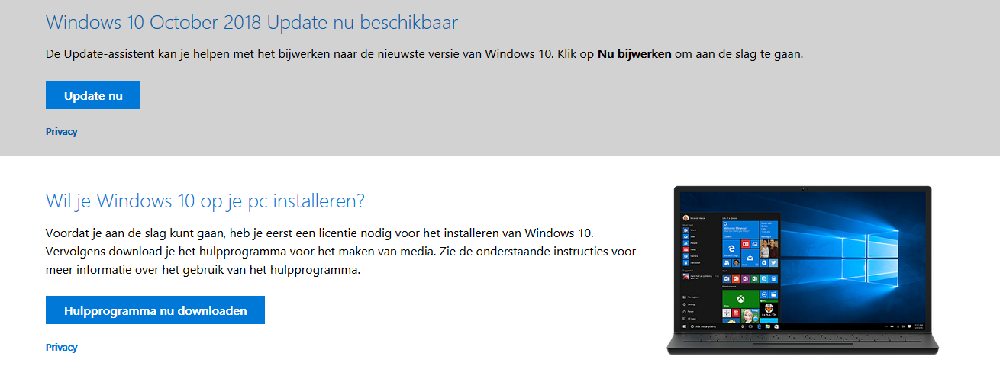 Windows 10 October 2018 Update nu beschikbaar
De Update-assistent kan je helpen met het bijwerken naar de nieuwste versie van Windows 10. Klik op Nu bijwerken om aan de slag te gaan.
Update nu
Privacy
Wil je Windows 10 op je pc installeren?
Voordat je aan de slag kunt gaan, heb je eerst een licentie nodig voor het installeren van Windows 10.
Vervolgens download je het hulpprogramma voor het maken van media. Zie de onderstaande instructies voor
meer informatie over het gebruik van het hulpprogramma.
Hulpprogramma nu downloaden
Privacy